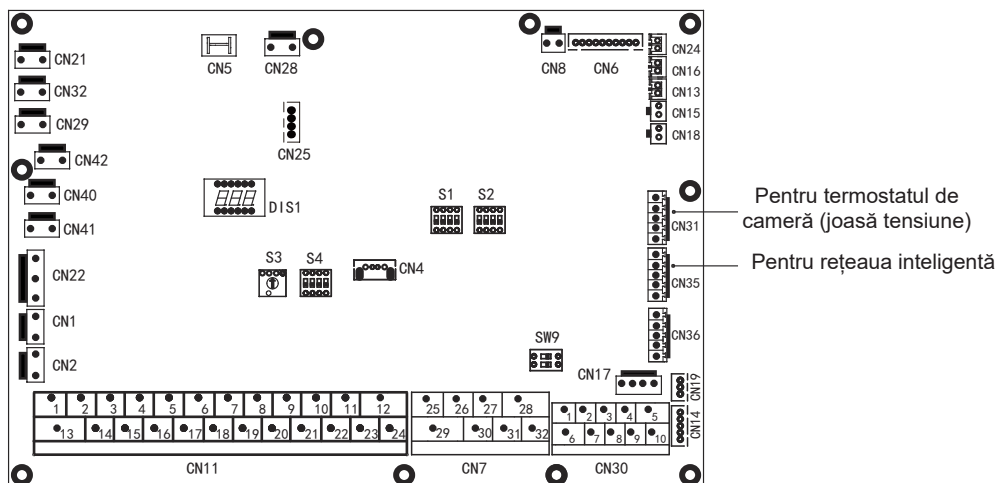 CN21
CN32
CN29
CN42
CN40
CN41
CN22
CN1
CN2
CN5
CN28
CN25
DIS1
S1 S2
S3 S4
CN4
CN8 CN6
CN24
CN16
CN13
CN15
CN18
CN31
CN35
CN36
SW9
CN17
CN19
CN14
Pentru termostatul de
cameră (joasă tensiune)
Pentru rețeaua inteligentă
1 2 3 4 5 6 7 8 9 10 11 12
13 14 15 16 17 18 19 20 21 22 23 24
CN11
25 26 27 28
29 30 31 32
CN7
1 2 3 4 5
6 7 8 9 10
CN30